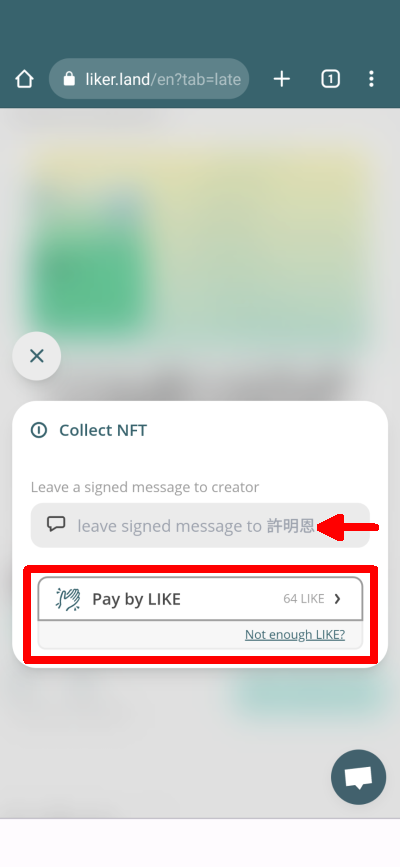 liker.land/en?tab=late
1
Collect NFT
Leave a signed message to creator
leave signed message to 許明恩
Pay by LIKE
64 LIKE
Not enough LIKE?